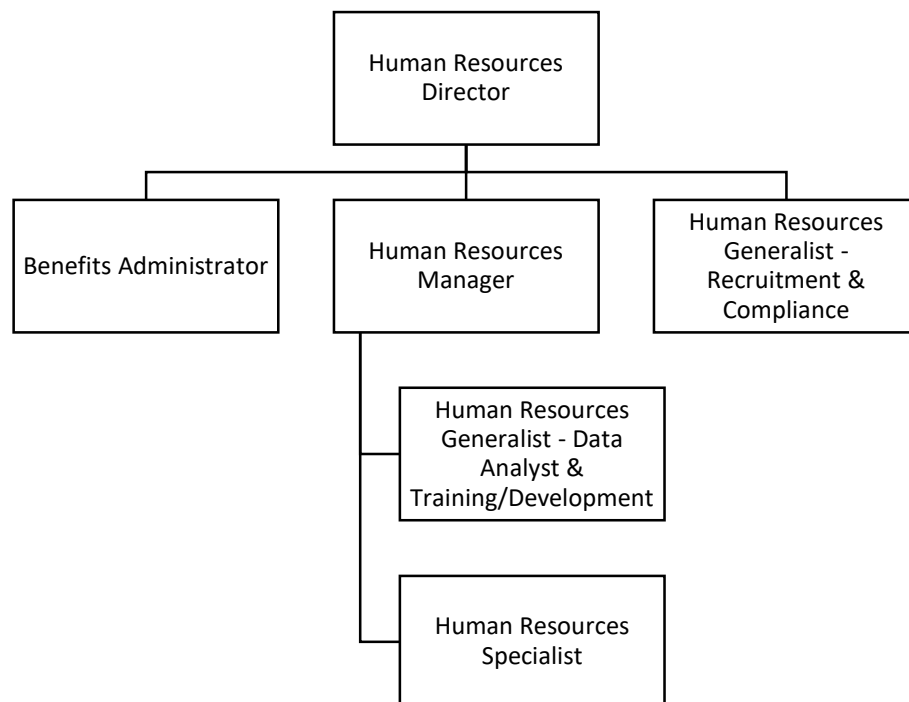 Human Resources
Director
Benefits Administrator
Human Resources
Manager
Human Resources
Generalist -
Recruitment &
Compliance
Human Resources
Generalist - Data
Analyst &
Training/Development
Human Resources
Specialist